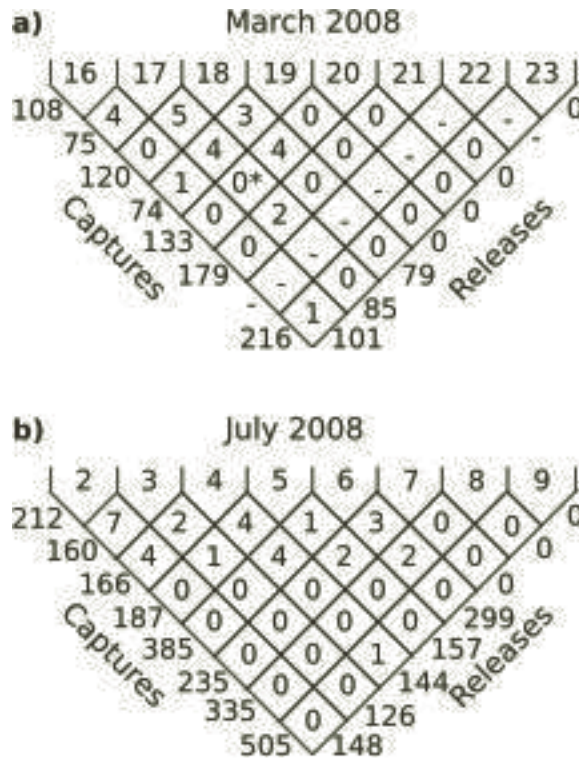 a) March 2008
16 17 18 19 20 21 22 23
108 4 5 3 0 0 - - 0
75 0 4 4 0 - 0 -
120 1 0* 0 - 0 0
74 0 2 - 0 0
Captures
Releases
133 0 - 0 0
179 - 0 79
- 1 85
216 101
b) July 2008
2 3 4 5 6 7 8 9
212 7 2 4 1 3 0 0 0
160 4 1 4 2 2 0 0
166 0 0 0 0 0 0
187 0 0 0 0 299
Captures
Releases
385 0 0 1 157
235 0 0 144
335 0 126
505 148